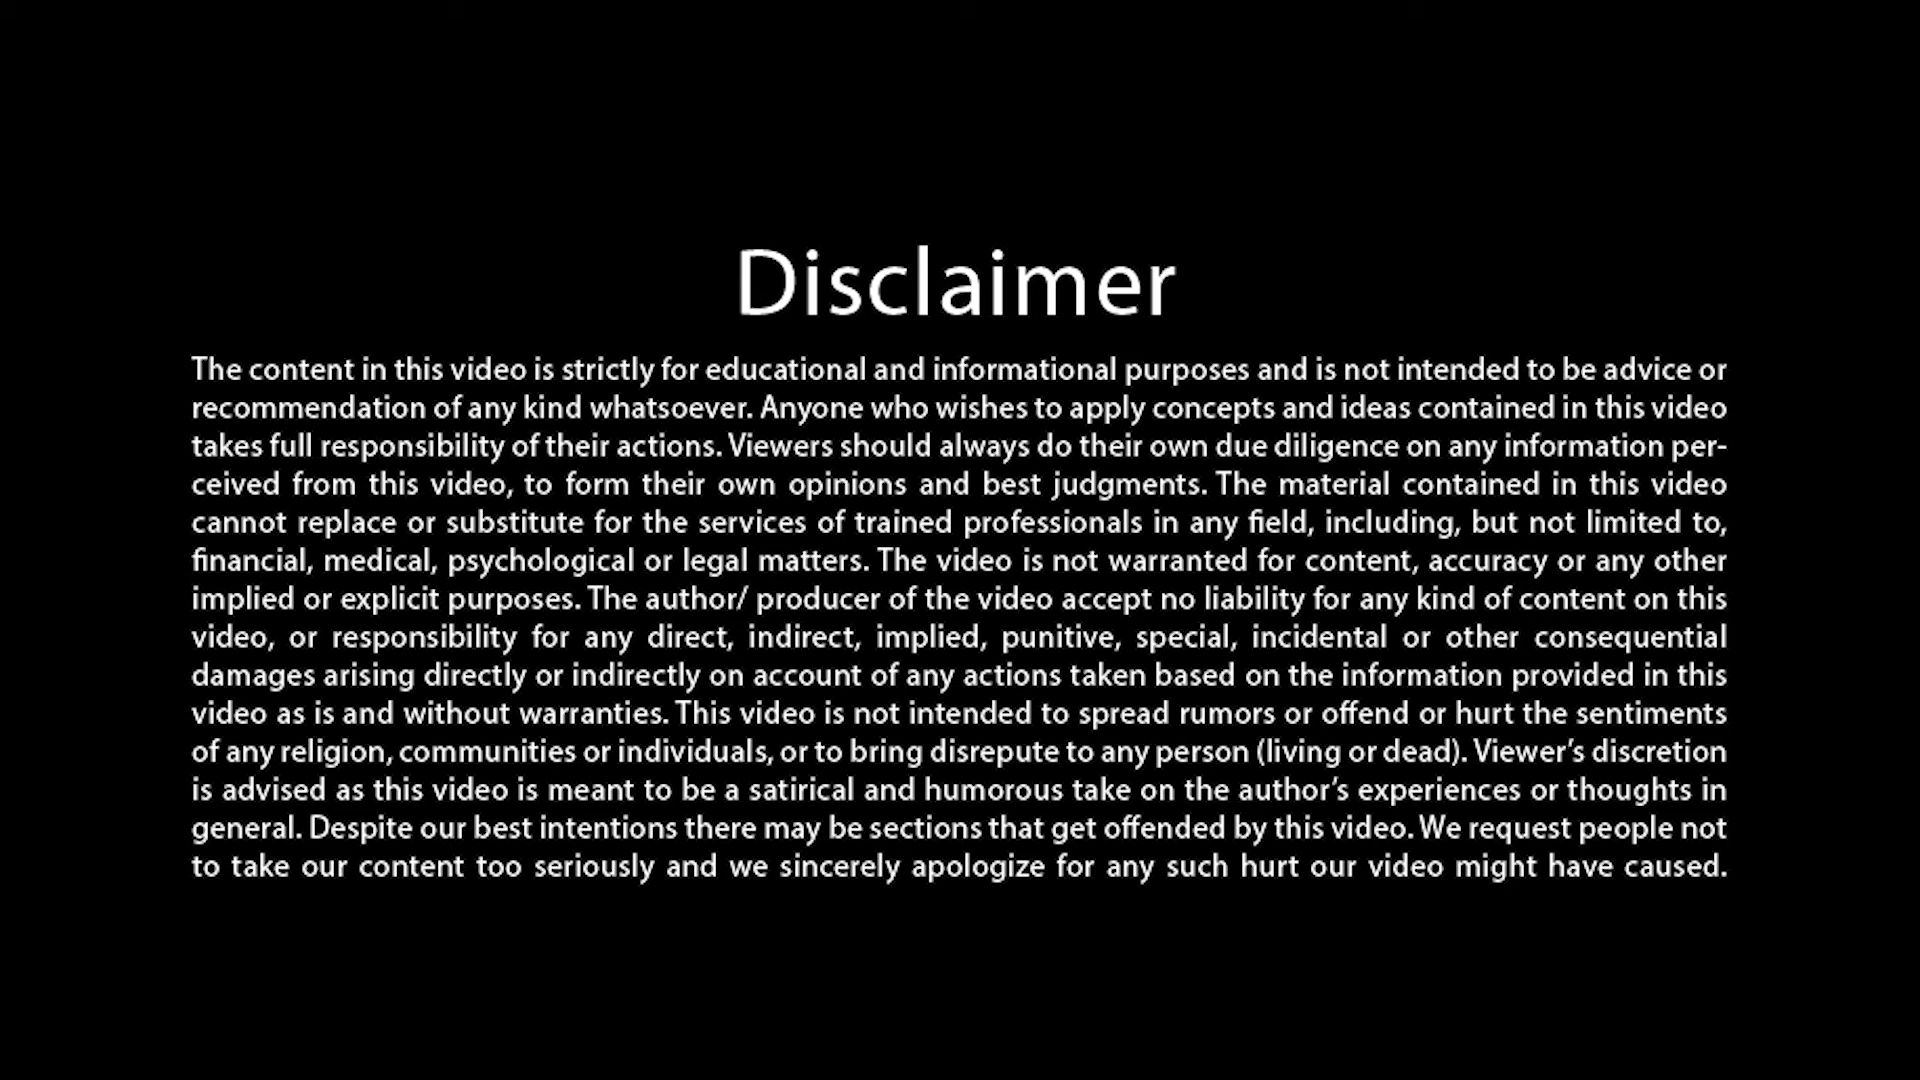 Disclaimer
The content in this video is strictly for educational and informational purposes and is not intended to be advice or
recommendation of any kind whatsoever. Anyone who wishes to apply concepts and ideas contained in this video
takes full responsibility of their actions. Viewers should always do their own due diligence on any information per-
ceived from this video, to form their own opinions and best judgments. The material contained in this video
cannot replace or substitute for the services of trained professionals in any field, including, but not limited to,
financial, medical, psychological or legal matters. The video is not warranted for content, accuracy or any other
implied or explicit purposes. The author/ producer of the video accept no liability for any kind of content on this
video, or responsibility for any direct, indirect, implied, punitive, special, incidental or other consequential
damages arising directly or indirectly on account of any actions taken based on the information provided in this
video as is and without warranties. This video is not intended to spread rumors or offend or hurt the sentiments
of any religion, communities or individuals, or to bring disrepute to any person (living or dead). Viewer’s discretion
is advised as this video is meant to be a satirical and humorous take on the author’s experiences or thoughts in
general. Despite our best intentions there may be sections that get offended by this video. We request people not
to take our content too seriously and we sincerely apologize for any such hurt our video might have caused.